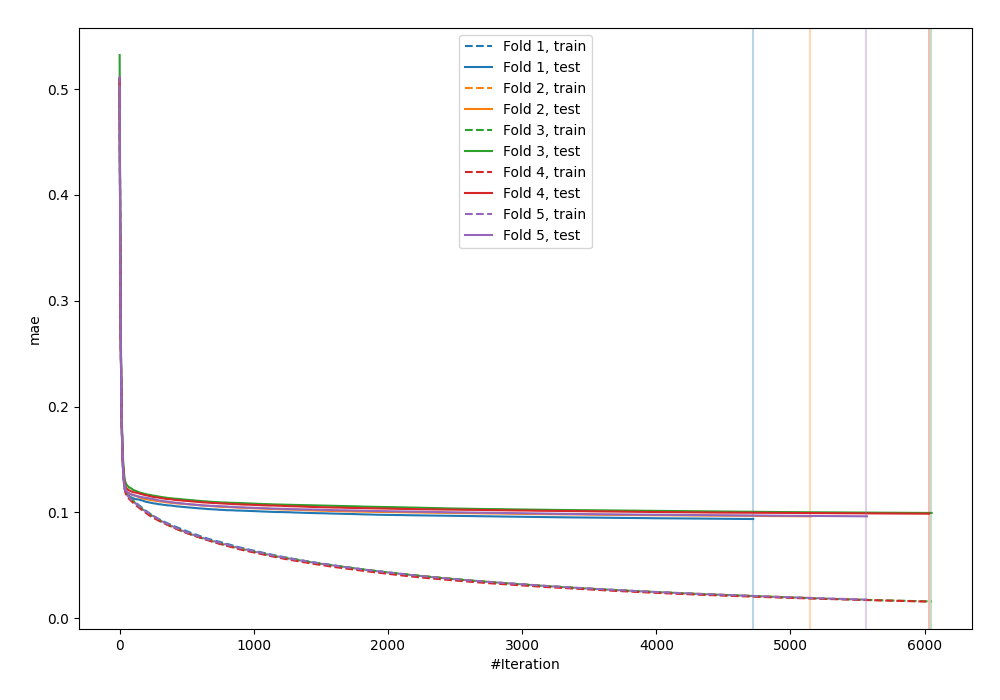 Fold 1, train
Fold 1, test
Fold 2, train
Fold 2, test
Fold 3, train
Fold 3, test
Fold 4, train
Fold 4, test
Fold 5, train
Fold 5, test
mae
0.5
0.4
0.3
0.2
0.1
0.0
0 1000 2000 3000 4000 5000 6000
#Iteration